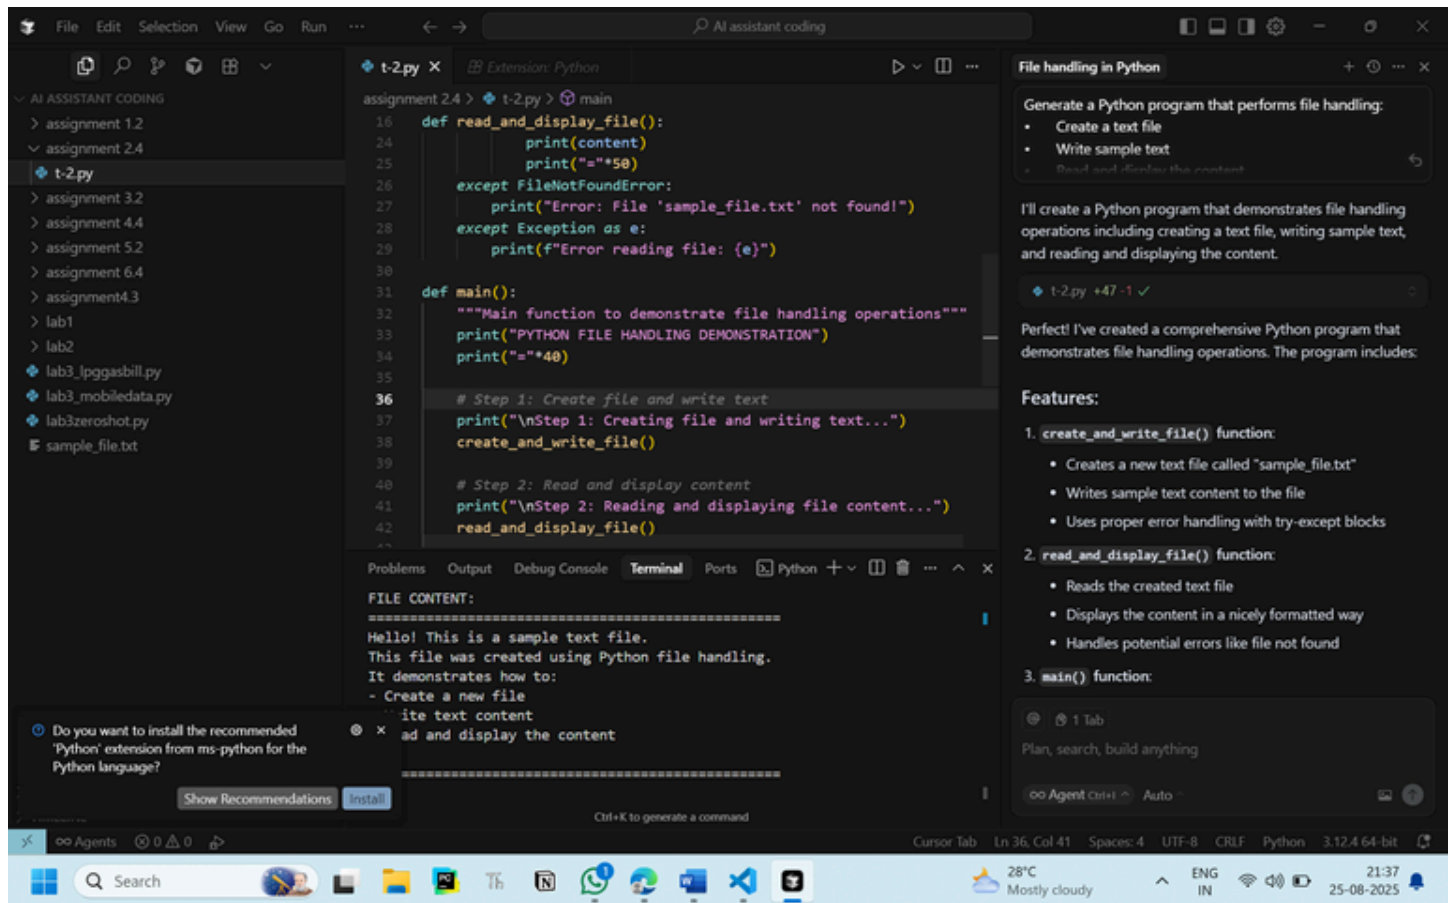 File Edit Selection View Go Run ··· ← → AI assistant coding
AI ASSISTANT CODING
assignment 1.2
assignment 2.4
t-2.py
assignment 3.2
assignment 4.4
assignment 5.2
assignment 6.4
assignment4.3
lab1
lab2
lab3_lpggasbill.py
lab3_mobiledata.py
lab3zeroshot.py
sample_file.txt
t-2.py Extension: Python
assignment 2.4 > t-2.py > main
16 def read_and_display_file():
24 print(content)
25 print("="*50)
26 except FileNotFoundError:
27 print("Error: File 'sample_file.txt' not found!")
28 except Exception as e:
29 print(f"Error reading file: {e}")
30
31 def main():
32 """Main function to demonstrate file handling operations"""
33 print("PYTHON FILE HANDLING DEMONSTRATION")
34 print("="*40)
35
36 # Step 1: Create file and write text
37 print("\nStep 1: Creating file and writing text...")
38 create_and_write_file()
39
40 # Step 2: Read and display content
41 print("\nStep 2: Reading and displaying file content...")
42 read_and_display_file()
Problems Output Debug Console Terminal Ports Python
FILE CONTENT:
==================================================
Hello! This is a sample text file.
This file was created using Python file handling.
It demonstrates how to:
- Create a new file
ite text content
ad and display the content
==================================================
Ctrl+K to generate a command
Do you want to install the recommended
'Python' extension from ms-python for the
Python language?
Show Recommendations Install
File handling in Python
Generate a Python program that performs file handling:
• Create a text file
• Write sample text
• Read and display the content
I'll create a Python program that demonstrates file handling
operations including creating a text file, writing sample text,
and reading and displaying the content.
t-2.py +47 -1
Perfect! I've created a comprehensive Python program that
demonstrates file handling operations. The program includes:
Features:
1. create_and_write_file() function:
• Creates a new text file called "sample_file.txt"
• Writes sample text content to the file
• Uses proper error handling with try-except blocks
2. read_and_display_file() function:
• Reads the created text file
• Displays the content in a nicely formatted way
• Handles potential errors like file not found
3. main() function:
1 Tab
Plan, search, build anything
Agent Ctrl+I Auto
Agents 0 0 Cursor Tab Ln 36, Col 41 Spaces: 4 UTF-8 CRLF Python 3.12.4 64-bit
Search
1
28°C
Mostly cloudy
ENG
IN
21:37
25-08-2025